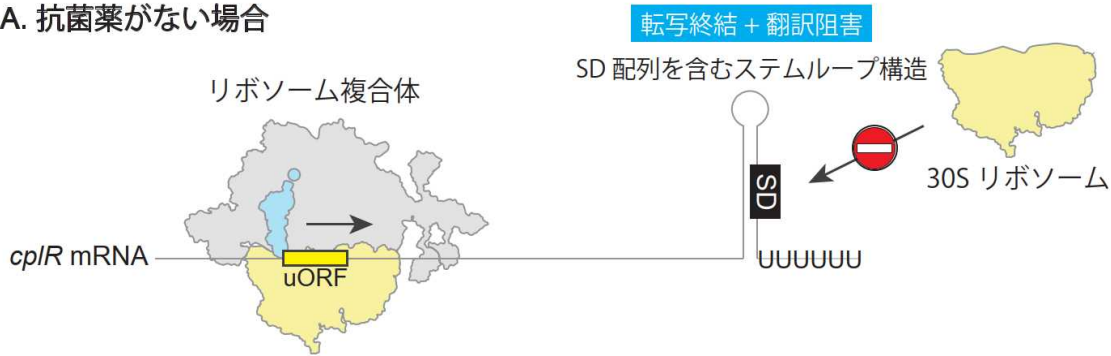 A. 抗菌薬がない場合
転写終結 + 翻訳阻害
SD 配列を含むステムループ構造
リボソーム複合体
30S リボソーム
SD
cplR mRNA
uORF
UUUUUU